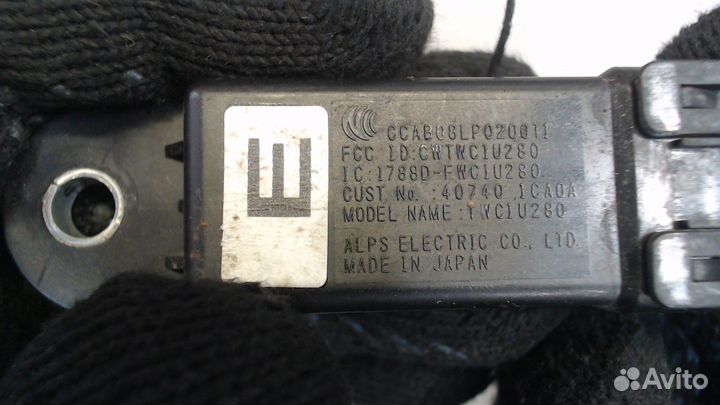 E
CCAB08LP0200T1
FCC ID:CWTWC1U280
IC:1788D-FWC1U280
CUST No. :40740 1CA0A
MODEL NAME :TWC1U280
ALPS ELECTRIC CO., LTD.
MADE IN JAPAN
Avito